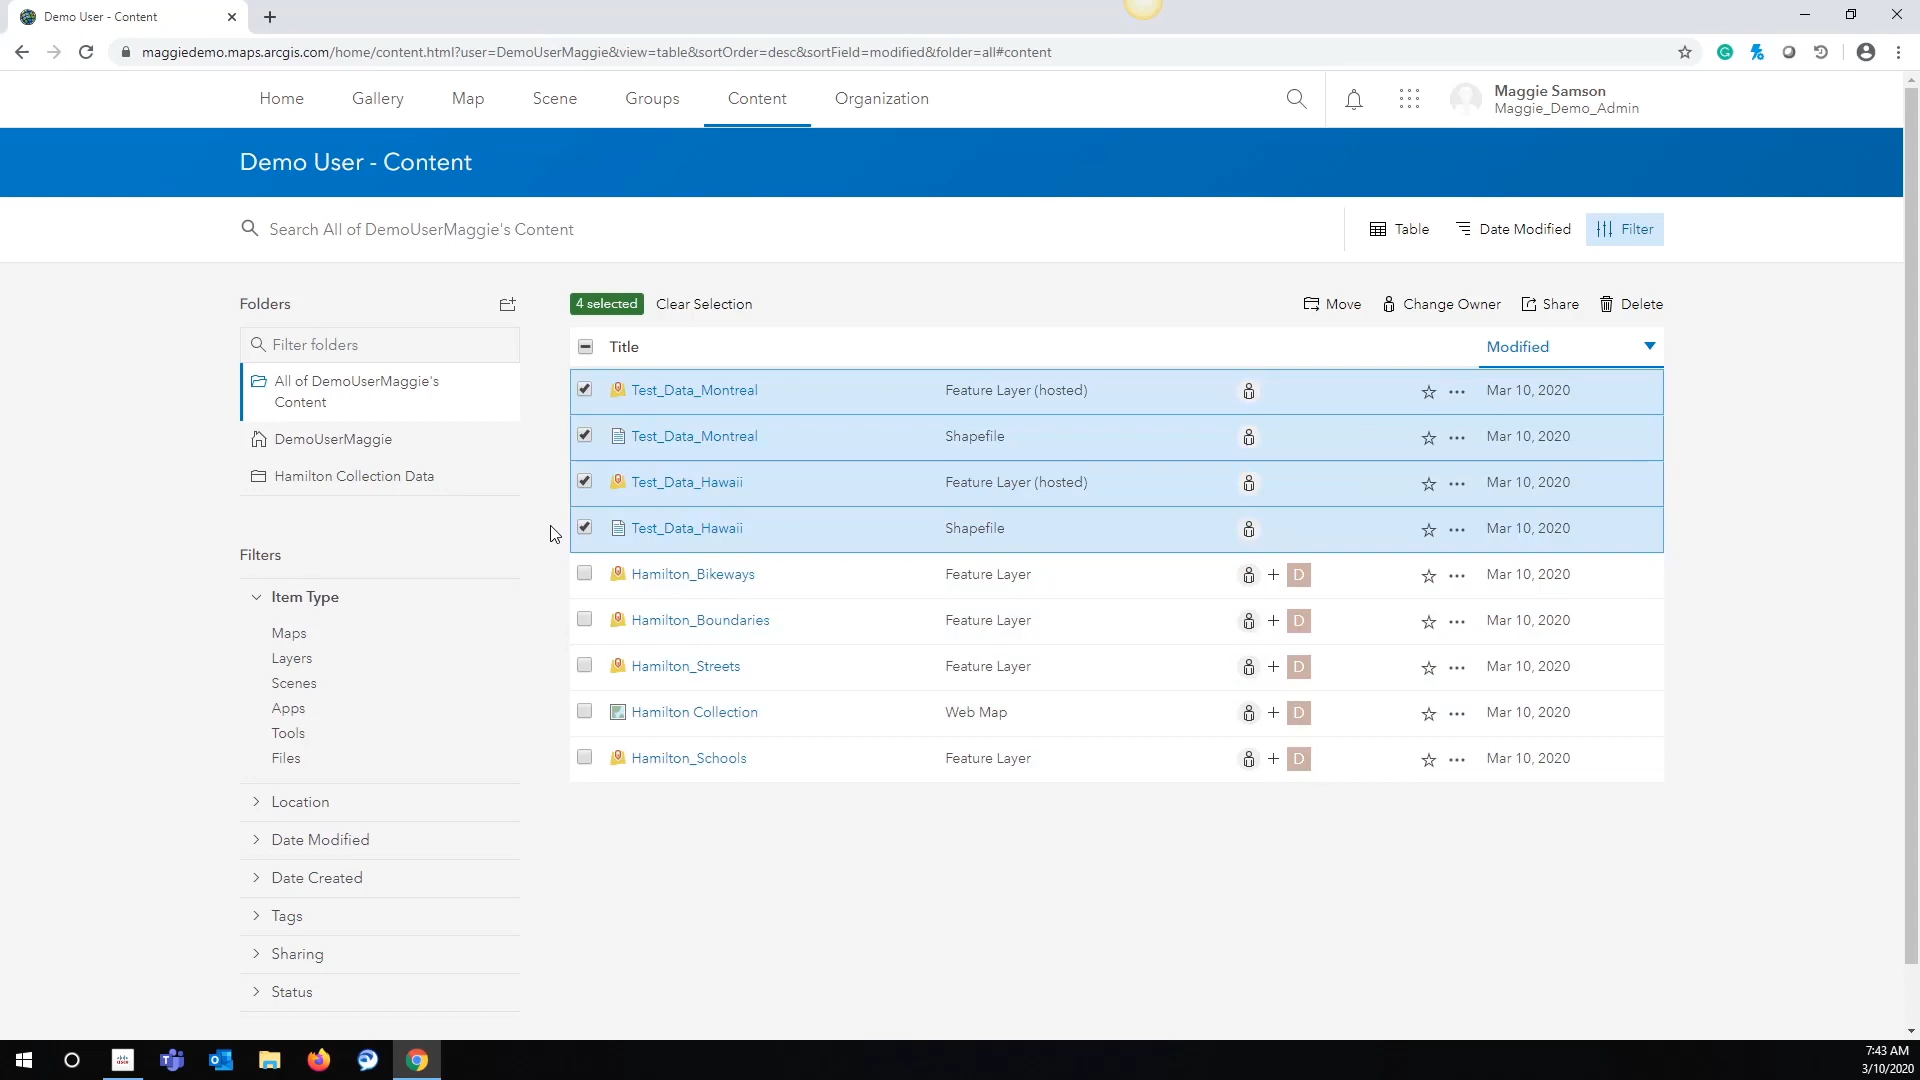 Demo User - Content
maggiedemo.maps.arcgis.com/home/content.html?user=DemoUserMaggie&view=table&sortOrder=desc&sortField=modified&folder=all#content
Home Gallery Map Scene Groups Content Organization
Maggie Samson
Maggie_Demo_Admin
Demo User - Content
Search All of DemoUserMaggie's Content
Table Date Modified Filter
Folders
Filter folders
All of DemoUserMaggie's
Content
DemoUserMaggie
Hamilton Collection Data
Filters
Item Type
Maps
Layers
Scenes
Apps
Tools
Files
Location
Date Modified
Date Created
Tags
Sharing
Status
4 selected Clear Selection Move Change Owner Share Delete
Title Modified
Test_Data_Montreal Feature Layer (hosted) Mar 10, 2020
Test_Data_Montreal Shapefile Mar 10, 2020
Test_Data_Hawaii Feature Layer (hosted) Mar 10, 2020
Test_Data_Hawaii Shapefile Mar 10, 2020
Hamilton_Bikeways Feature Layer + D Mar 10, 2020
Hamilton_Boundaries Feature Layer + D Mar 10, 2020
Hamilton_Streets Feature Layer + D Mar 10, 2020
Hamilton Collection Web Map + D Mar 10, 2020
Hamilton_Schools Feature Layer + D Mar 10, 2020
7:43 AM
3/10/2020